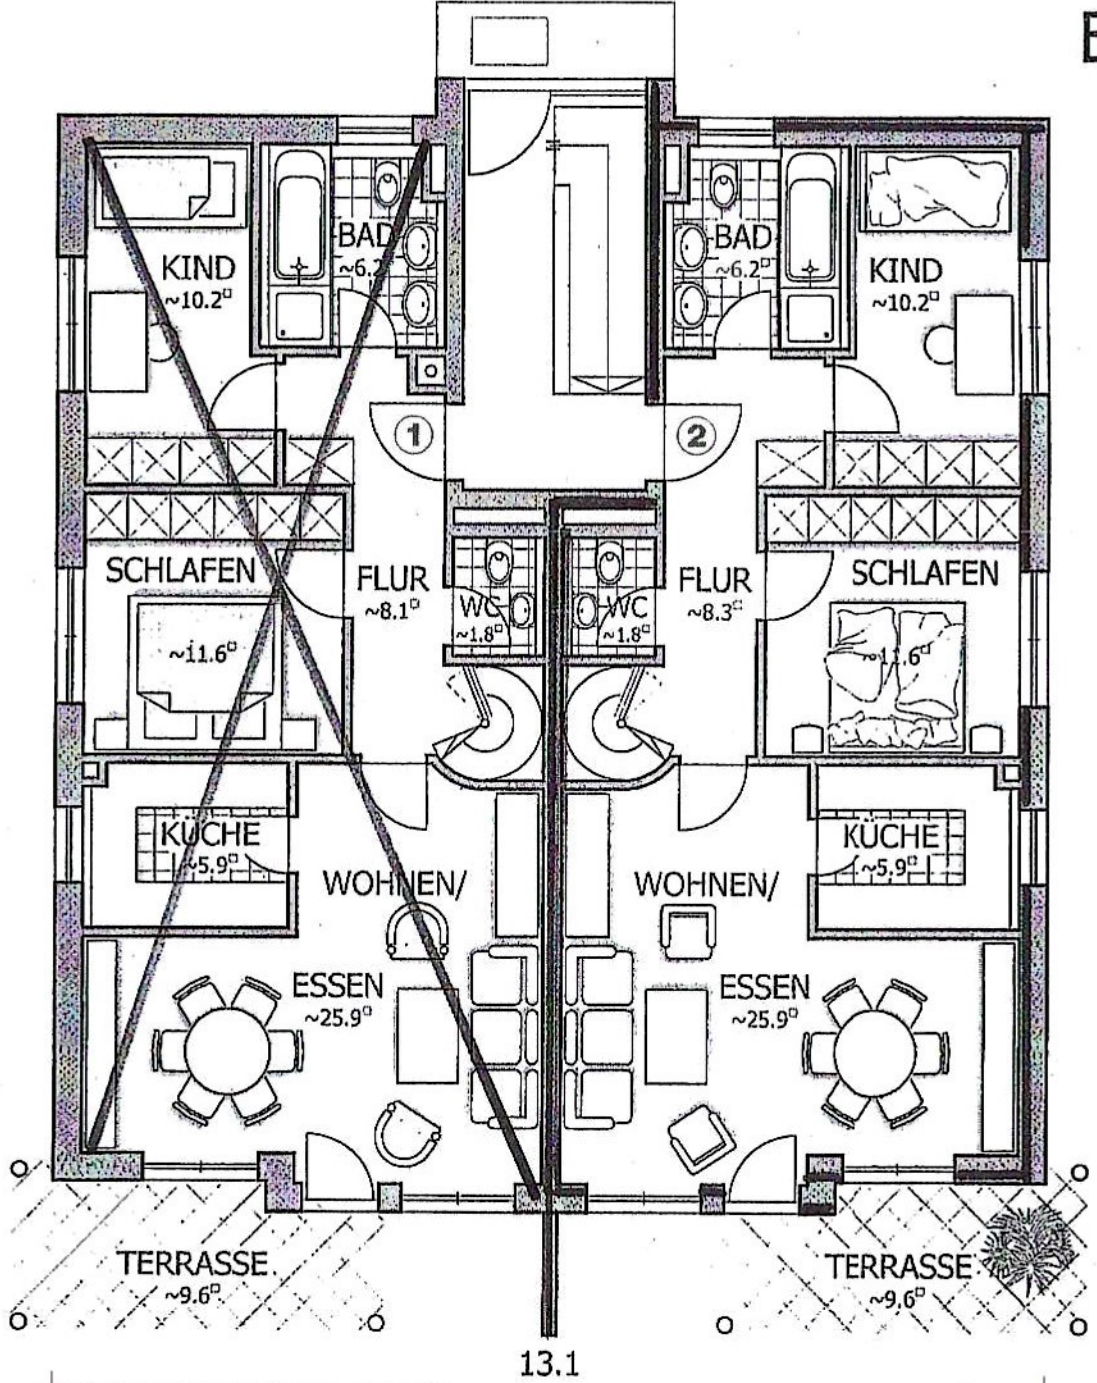 BAD
~6.2
BAD
~6.2□
KIND
~10.2□
KIND
~10.2□
1
2
SCHLAFEN
~11.6□
FLUR
~8.1□
WC
~1.8□
WC
~1.8□
FLUR
~8.3□
SCHLAFEN
~11.6□
KÜCHE
~5.9□
KÜCHE
~5.9□
WOHNEN/
ESSEN
~25.9□
WOHNEN/
ESSEN
~25.9□
TERRASSE
~9.6□
TERRASSE
~9.6□
13.1